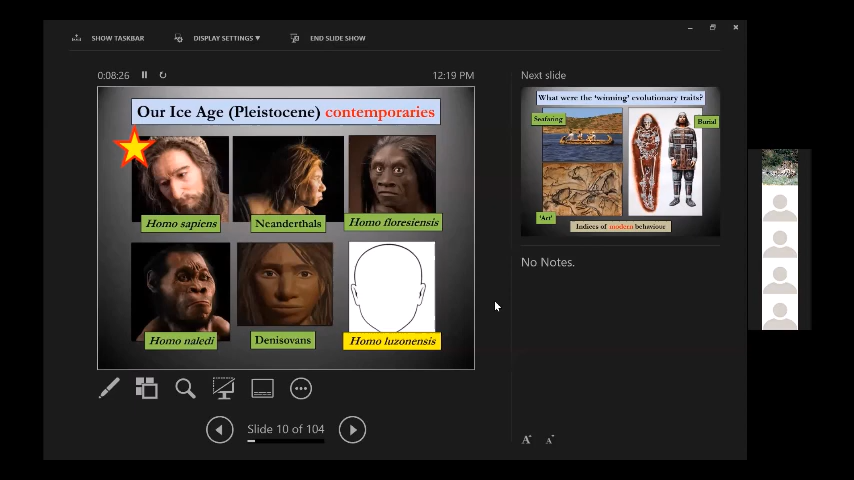 SHOW TASKBAR
DISPLAY SETTINGS ▼
END SLIDE SHOW
0:08:26
12:19 PM
Our Ice Age (Pleistocene) contemporaries
Homo sapiens
Neanderthals
Homo floresiensis
Homo naledi
Denisovans
Homo luzonensis
Slide 10 of 104
Next slide
What were the 'winning' evolutionary traits?
Seafaring
Burial
'Art'
Indices of modern behaviour
No Notes.
A
A